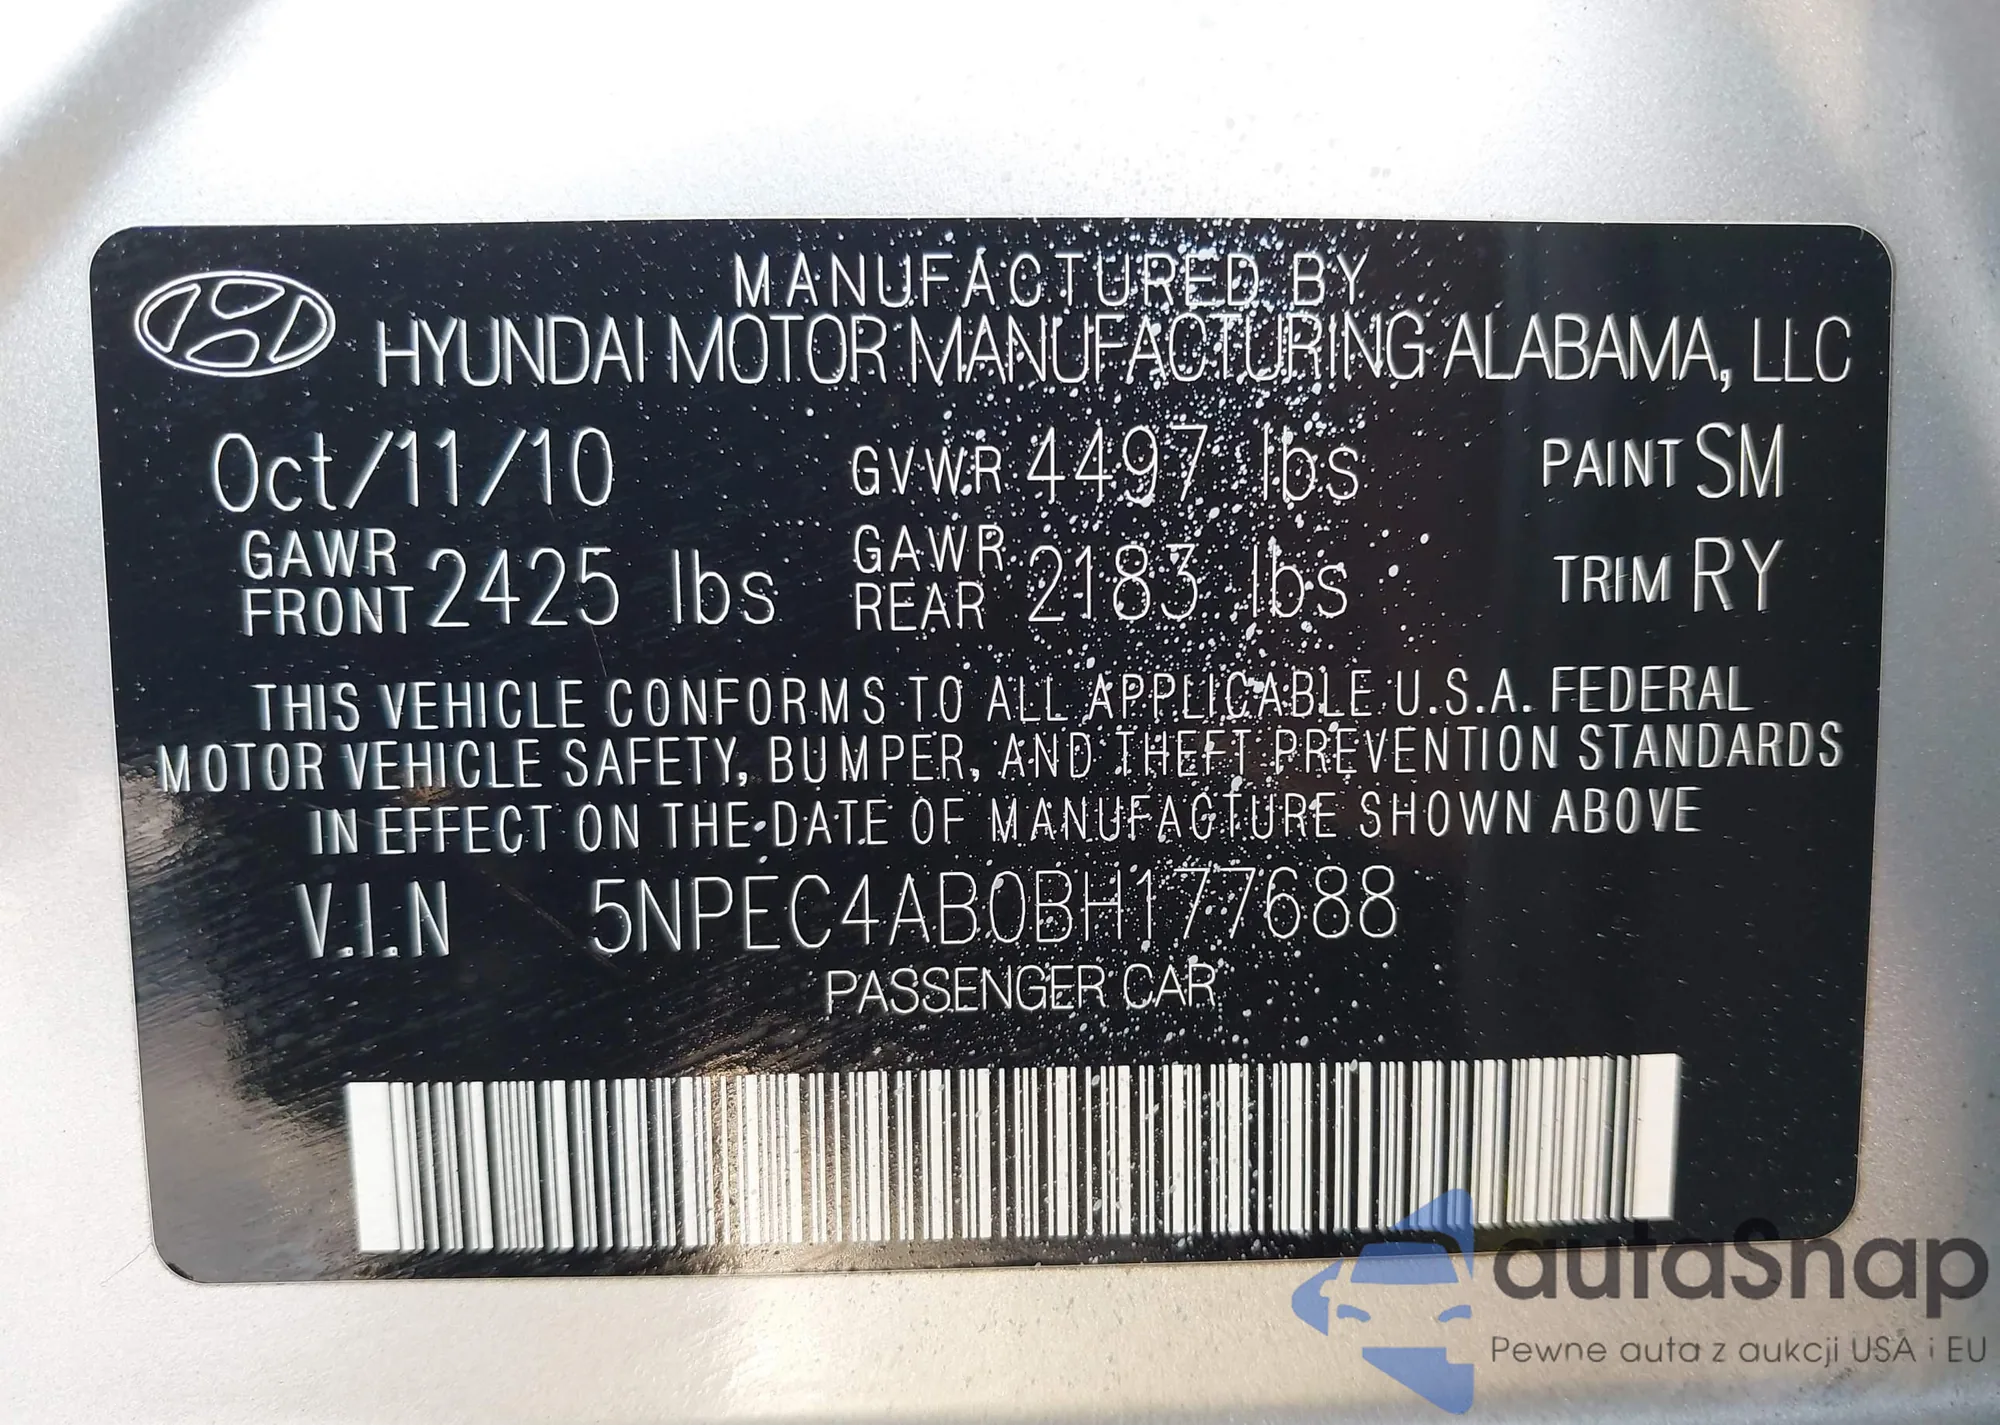 MANUFACTURED BY
HYUNDAI MOTOR MANUFACTURING ALABAMA, LLC
Oct/11/10 GVWR 4497 lbs PAINT SM
GAWR FRONT 2425 lbs GAWR REAR 2183 lbs TRIM RY
THIS VEHICLE CONFORMS TO ALL APPLICABLE U.S.A. FEDERAL
MOTOR VEHICLE SAFETY, BUMPER, AND THEFT PREVENTION STANDARDS
IN EFFECT ON THE DATE OF MANUFACTURE SHOWN ABOVE
V.I.N 5NPEC4AB0BH177688
PASSENGER CAR
autaSnap
Pewne auta z aukcji USA i EU